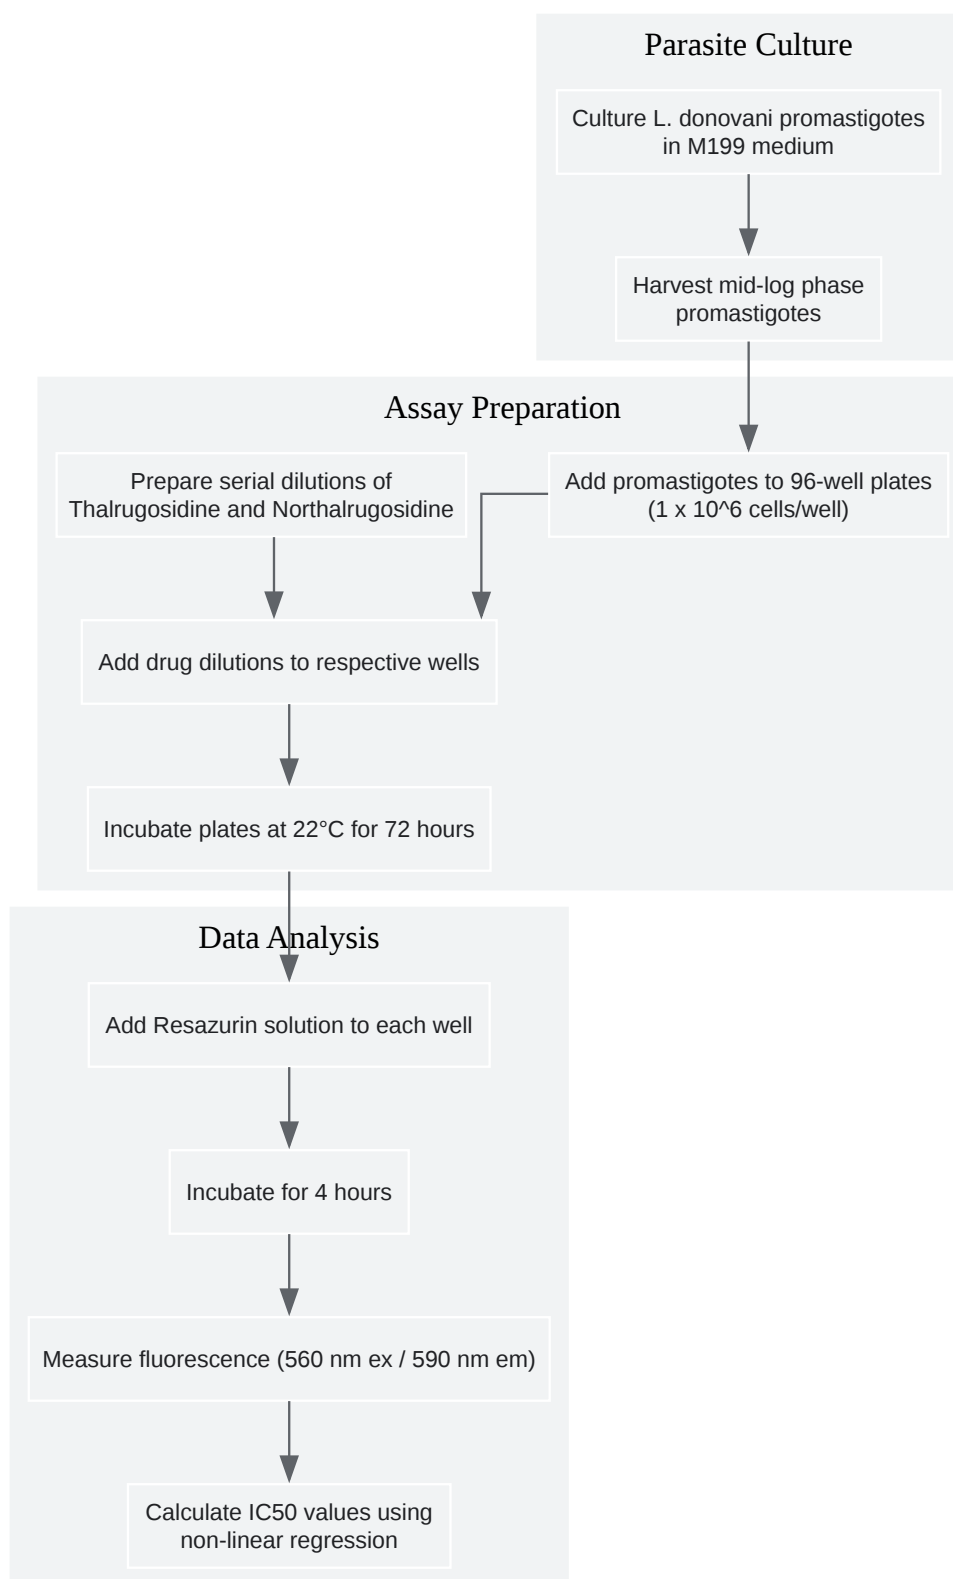 Parasite Culture
Culture L. donovani promastigotes
in M199 medium
Harvest mid-log phase
promastigotes
Assay Preparation
Prepare serial dilutions of
Thalrugosidine and Northalrugosidine
Add promastigotes to 96-well plates
(1 x 10^6 cells/well)
Add drug dilutions to respective wells
Incubate plates at 22°C for 72 hours
Data Analysis
Add Resazurin solution to each well
Incubate for 4 hours
Measure fluorescence (560 nm ex / 590 nm em)
Calculate IC50 values using
non-linear regression